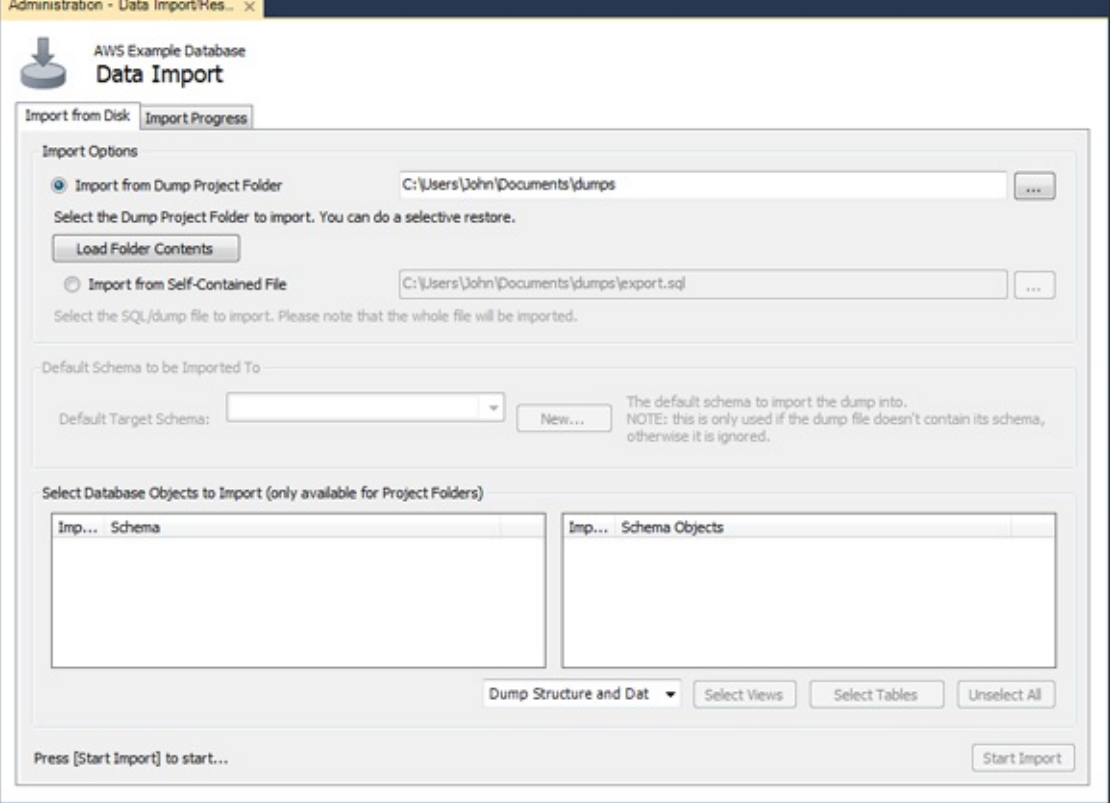 Administration - Data Import/Res...
AWS Example Database
Data Import
Import from Disk
Import Progress
Import Options
Import from Dump Project Folder
C:\Users\John\Documents\dumps
...
Select the Dump Project Folder to import. You can do a selective restore.
Load Folder Contents
Import from Self-Contained File
C:\Users\John\Documents\dumps\export.sql
...
Select the SQL/dump file to import. Please note that the whole file will be imported.
Default Schema to be Imported To
Default Target Schema:
New...
The default schema to import the dump into.
NOTE: this is only used if the dump file doesn't contain its schema,
otherwise it is ignored.
Select Database Objects to Import (only available for Project Folders)
Imp... Schema
Imp... Schema Objects
Dump Structure and Dat
Select Views
Select Tables
Unselect All
Press [Start Import] to start...
Start Import